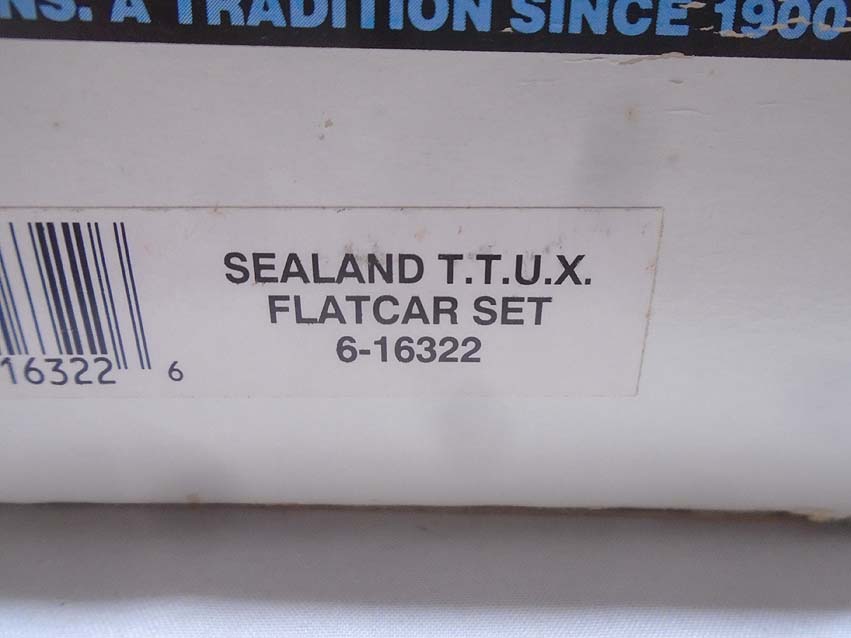 NS. A TRADITION SINCE 1900
SEALAND T.T.U.X.
FLATCAR SET
6-16322
16322 6